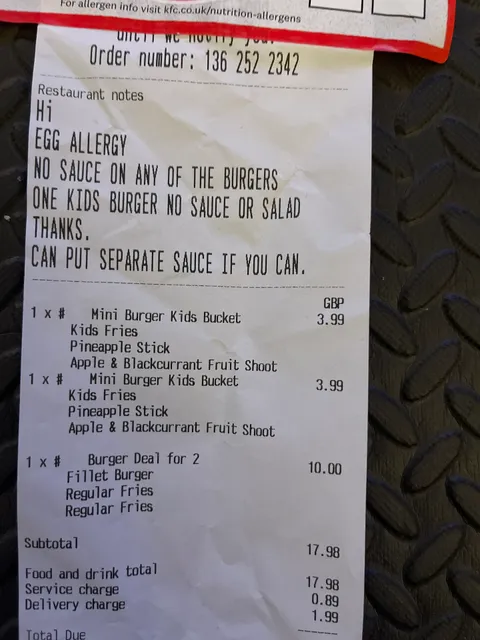 For allergen info visit kfc.co.uk/nutrition-allergens
until we notify you.
Order number: 136 252 2342
Restaurant notes
Hi
EGG ALLERGY
NO SAUCE ON ANY OF THE BURGERS
ONE KIDS BURGER NO SAUCE OR SALAD
THANKS.
CAN PUT SEPARATE SAUCE IF YOU CAN.
GBP
1 x # Mini Burger Kids Bucket 3.99
Kids Fries
Pineapple Stick
Apple & Blackcurrant Fruit Shoot
1 x # Mini Burger Kids Bucket 3.99
Kids Fries
Pineapple Stick
Apple & Blackcurrant Fruit Shoot
1 x # Burger Deal for 2 10.00
Fillet Burger
Regular Fries
Regular Fries
Subtotal 17.98
Food and drink total 17.98
Service charge 0.89
Delivery charge 1.99
Total Due